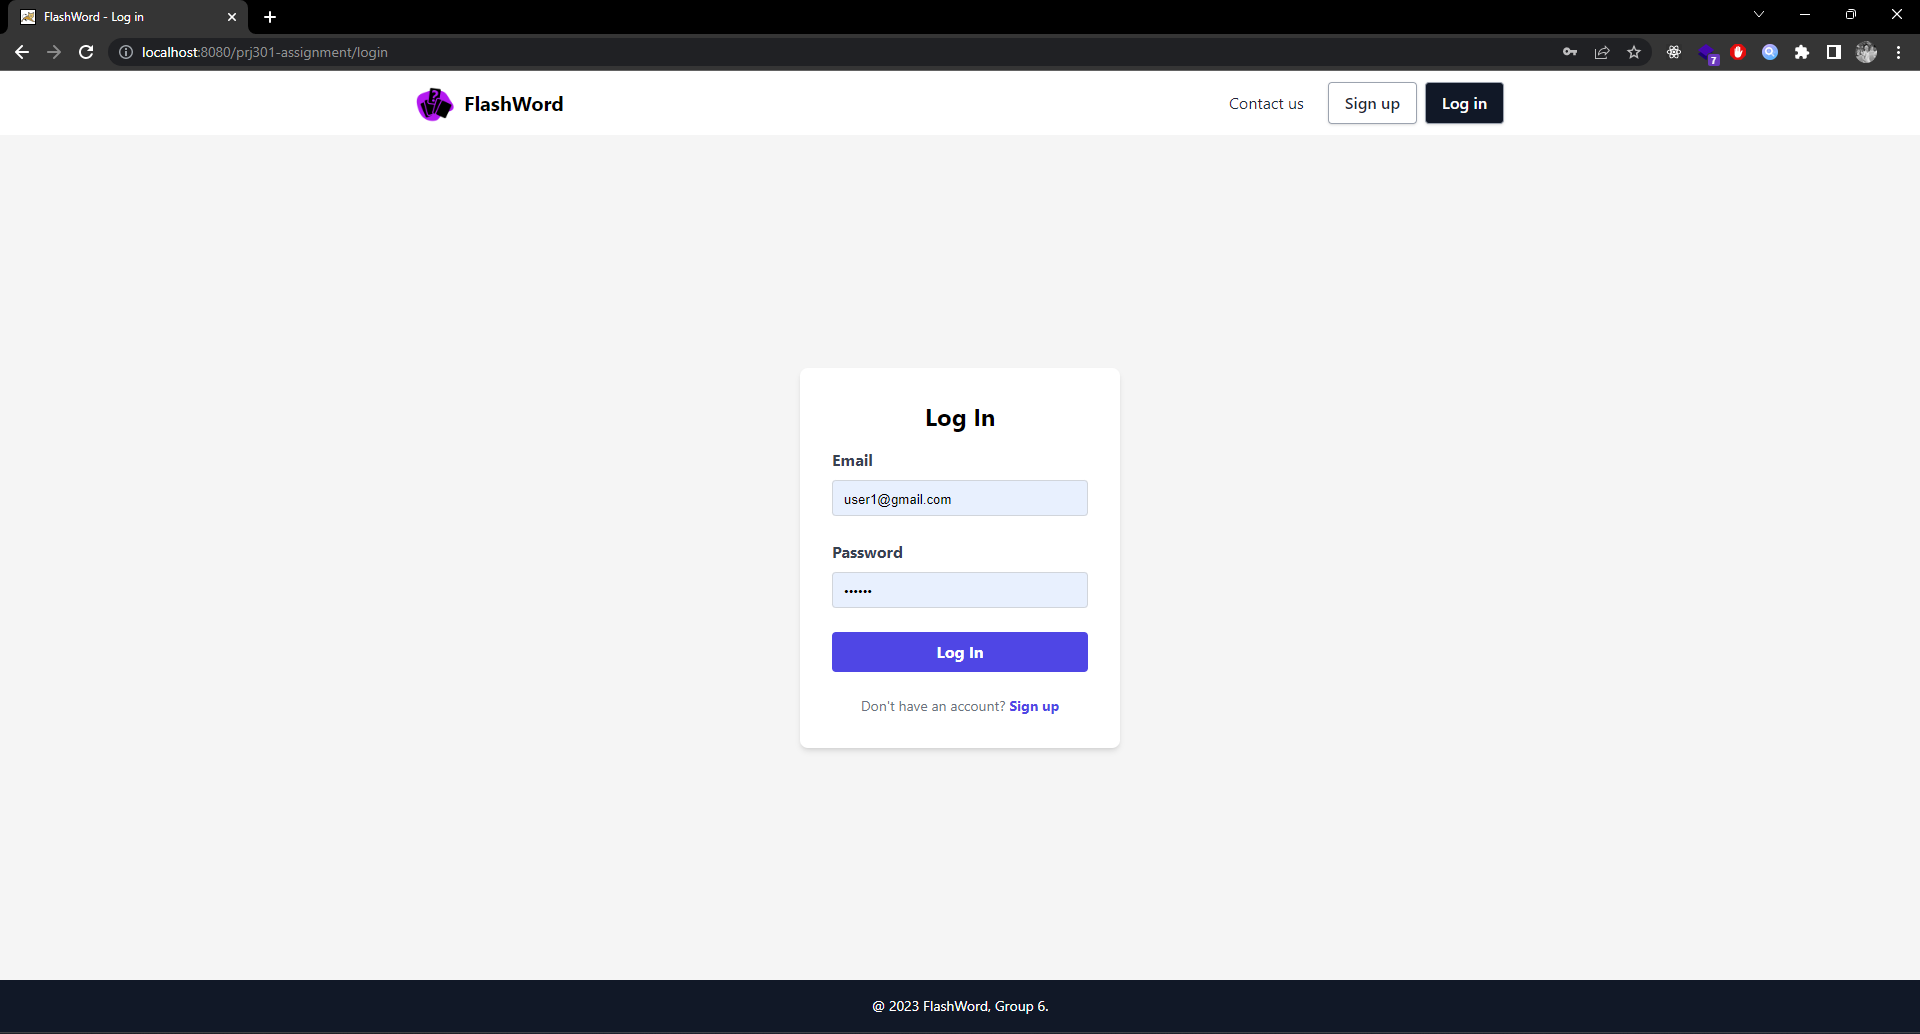 FlashWord - Log in
localhost:8080/prj301-assignment/login
7
FlashWord
Contact us
Sign up
Log in
Log In
Email
user1@gmail.com
Password
••••••
Log In
Don't have an account? Sign up
@ 2023 FlashWord, Group 6.